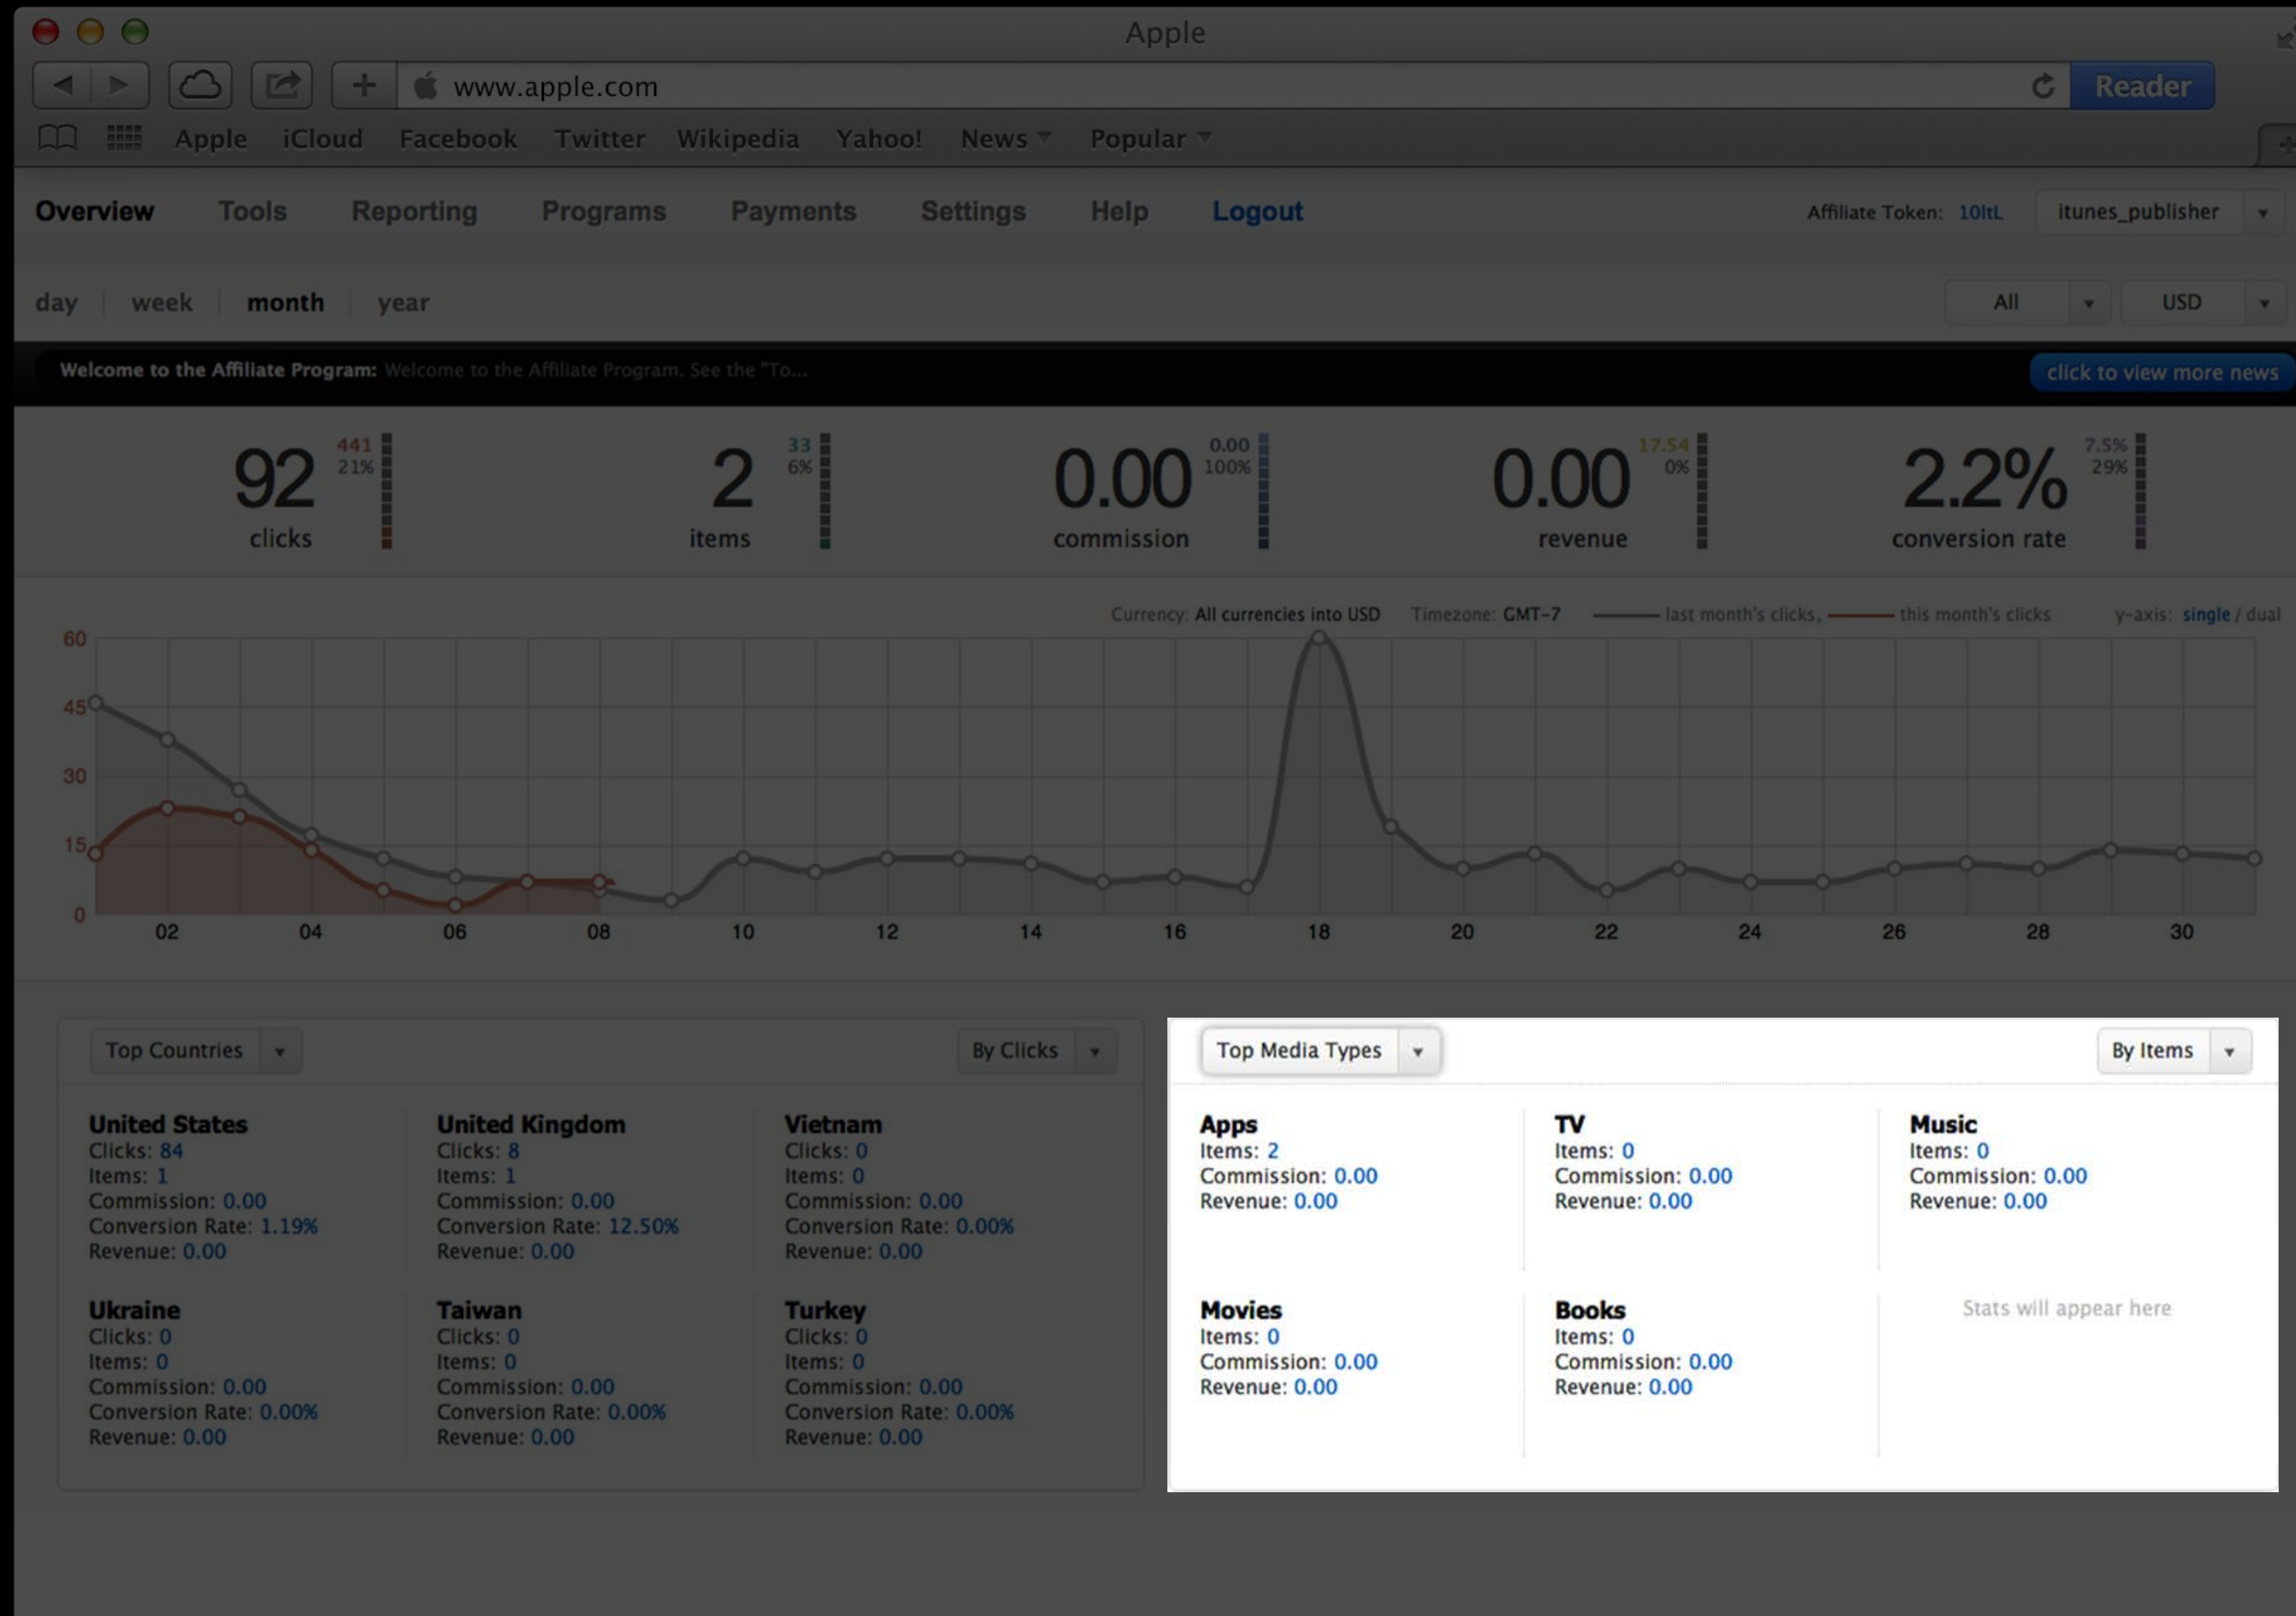 Apple
www.apple.com
Reader
Apple iCloud Facebook Twitter Wikipedia Yahoo! News Popular
Overview Tools Reporting Programs Payments Settings Help Logout Affiliate Token: 10ltL itunes_publisher
day week month year All USD
Welcome to the Affiliate Program: Welcome to the Affiliate Program. See the "To... click to view more news
92 441 21% clicks
2 33 6% items
0.00 0.00 100% commission
0.00 17.54 0% revenue
2.2% 7.5% 29% conversion rate
Currency: All currencies into USD Timezone: GMT-7 last month's clicks, this month's clicks y-axis: single / dual
60
45
30
15
0
02 04 06 08 10 12 14 16 18 20 22 24 26 28 30
Top Countries By Clicks
United States
Clicks: 84
Items: 1
Commission: 0.00
Conversion Rate: 1.19%
Revenue: 0.00
United Kingdom
Clicks: 8
Items: 1
Commission: 0.00
Conversion Rate: 12.50%
Revenue: 0.00
Vietnam
Clicks: 0
Items: 0
Commission: 0.00
Conversion Rate: 0.00%
Revenue: 0.00
Ukraine
Clicks: 0
Items: 0
Commission: 0.00
Conversion Rate: 0.00%
Revenue: 0.00
Taiwan
Clicks: 0
Items: 0
Commission: 0.00
Conversion Rate: 0.00%
Revenue: 0.00
Turkey
Clicks: 0
Items: 0
Commission: 0.00
Conversion Rate: 0.00%
Revenue: 0.00
Top Media Types By Items
Apps
Items: 2
Commission: 0.00
Revenue: 0.00
TV
Items: 0
Commission: 0.00
Revenue: 0.00
Music
Items: 0
Commission: 0.00
Revenue: 0.00
Movies
Items: 0
Commission: 0.00
Revenue: 0.00
Books
Items: 0
Commission: 0.00
Revenue: 0.00
Stats will appear here